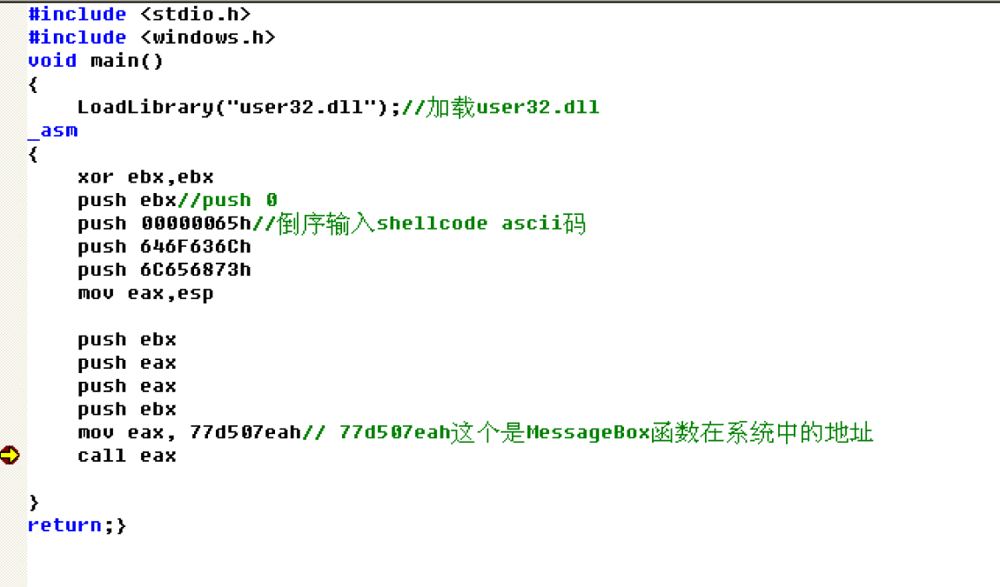 #include <stdio.h>
#include <windows.h>
void main()
{
LoadLibrary("user32.dll");//加载user32.dll
_asm
{
xor ebx,ebx
push ebx//push 0
push 00000065h//倒序输入shellcode ascii码
push 646F636Ch
push 6C656873h
mov eax,esp
push ebx
push eax
push eax
push ebx
mov eax, 77d507eah// 77d507eah这个是MessageBox函数在系统中的地址
call eax
}
return;}